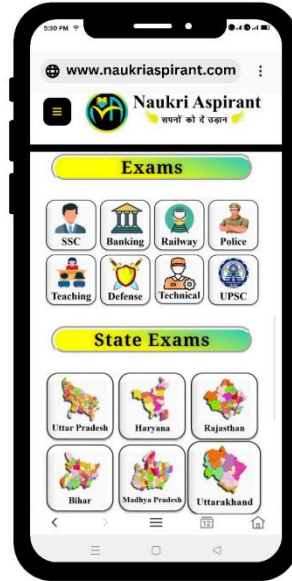 5:30 PM
www.naukriaspirant.com
Naukri Aspirant
सपनों को दें उड़ान
Exams
SSC Banking Railway Police
Teaching Defense Technical UPSC
State Exams
Uttar Pradesh Haryana Rajasthan
Bihar Madhya Pradesh Uttarakhand
12